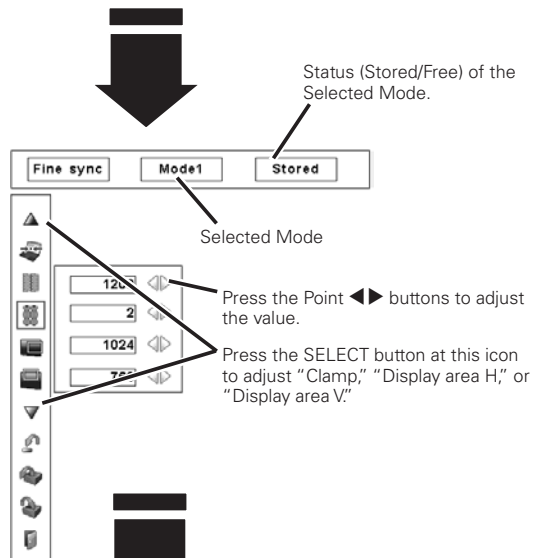 Status (Stored/Free) of the
Selected Mode.
Fine sync
Mode1
Stored
Selected Mode
2
1024
Press the Point ◀▶ buttons to adjust
the value.
Press the SELECT button at this icon
to adjust “Clamp,” “Display area H,” or
“Display area V.”